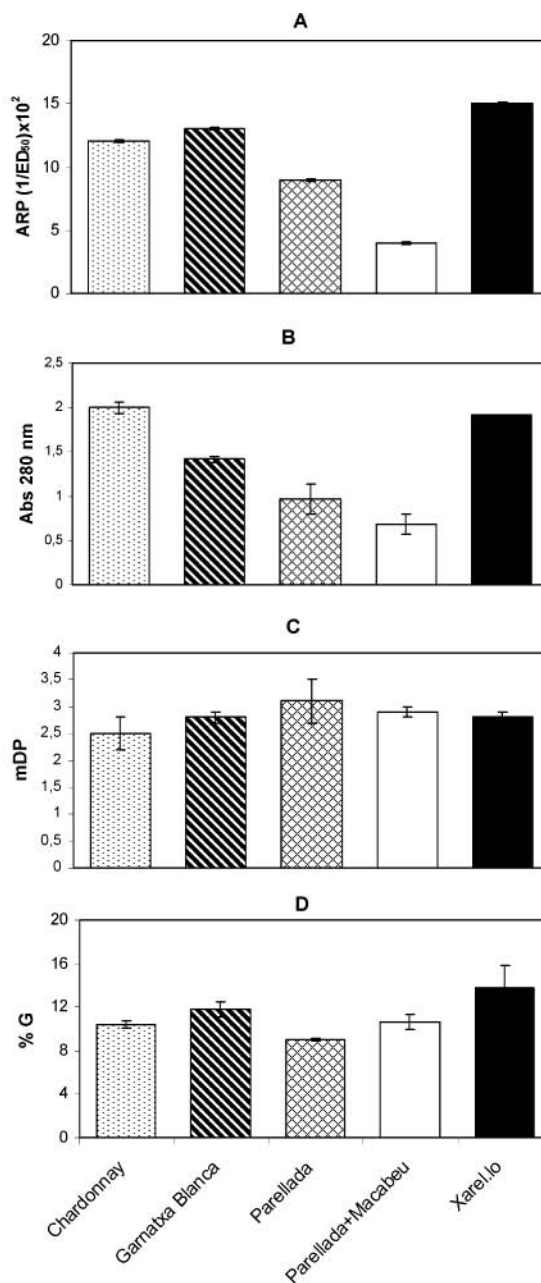 A
ARP (1/ED50)x10²
20
15
10
5
0
B
Abs 280 nm
2,5
2
1,5
1
0,5
0
C
mDP
4
3,5
3
2,5
2
1,5
1
0,5
0
D
% G
20
16
12
8
4
0
Chardonnay
Garnatxa Blanca
Parellada
Parellada+Macabeu
Xarel.lo